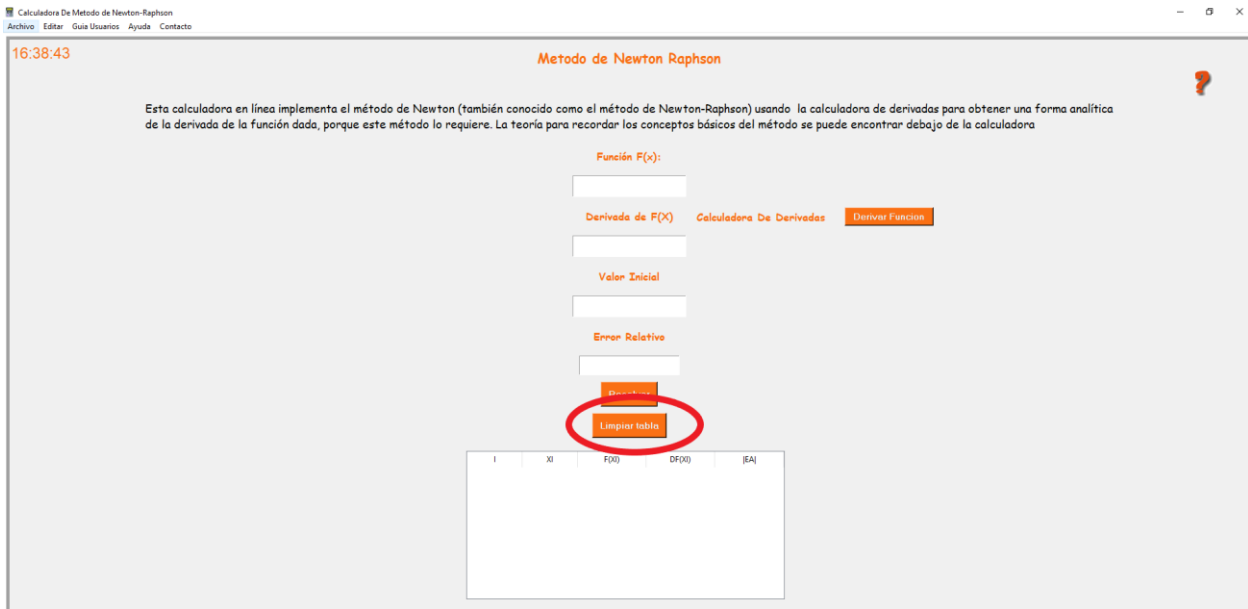 Calculadora De Metodo de Newton-Raphson
Archivo Editar Guia Usuarios Ayuda Contacto
16:38:43
Metodo de Newton Raphson
?
Esta calculadora en línea implementa el método de Newton (también conocido como el método de Newton-Raphson) usando la calculadora de derivadas para obtener una forma analítica
de la derivada de la función dada, porque este método lo requiere. La teoría para recordar los conceptos básicos del método se puede encontrar debajo de la calculadora
Función F(x):
Derivada de F(X) Calculadora De Derivadas Derivar Funcion
Valor Inicial
Error Relativo
Limpiar tabla
I XI F(XI) DF(XI) |EA|